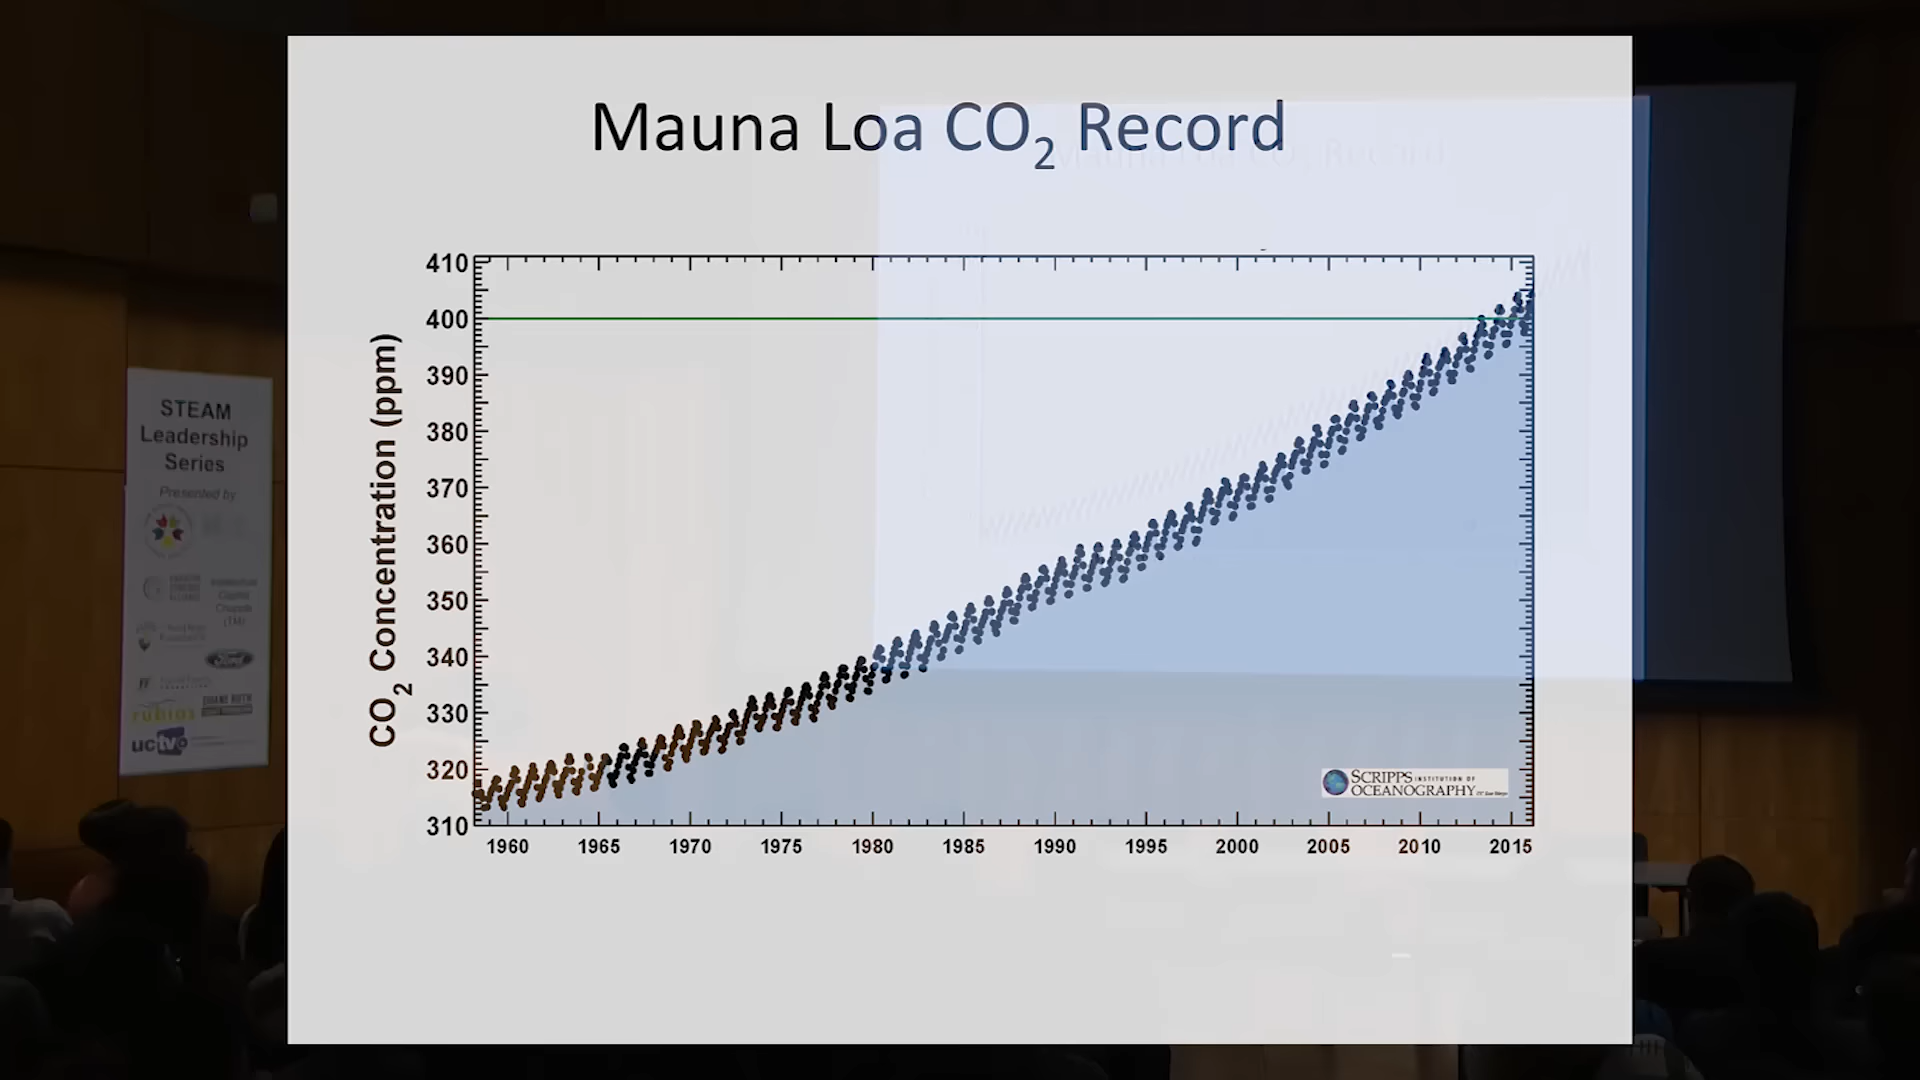 Mauna Loa CO2 Record
410
400
390
380
370
360
350
340
330
320
310
CO2 Concentration (ppm)
1960 1965 1970 1975 1980 1985 1990 1995 2000 2005 2010 2015
SCRIPPS INSTITUTION OF
OCEANOGRAPHY
STEAM
Leadership
Series
Presented by
Ford
rubios
uctv